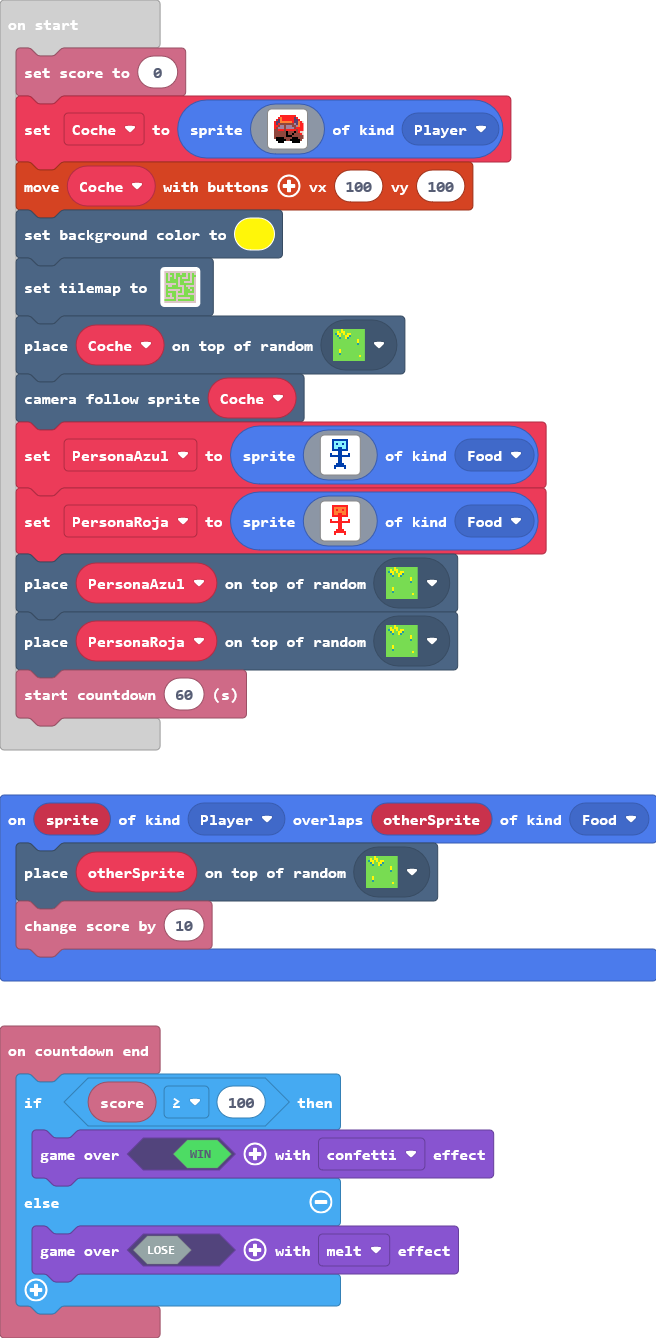 on start
set score to 0
set Coche to sprite of kind Player
move Coche with buttons vx 100 vy 100
set background color to
set tilemap to
place Coche on top of random
camera follow sprite Coche
set PersonaAzul to sprite of kind Food
set PersonaRoja to sprite of kind Food
place PersonaAzul on top of random
place PersonaRoja on top of random
start countdown 60 (s)
on sprite of kind Player overlaps otherSprite of kind Food
place otherSprite on top of random
change score by 10
on countdown end
if score ≥ 100 then
game over WIN with confetti effect
else
game over LOSE with melt effect